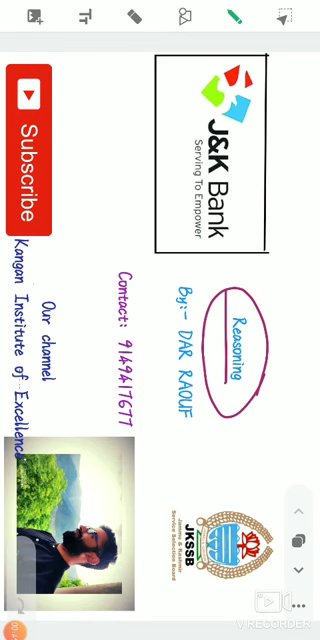 J&K Bank
Serving To Empower
Reasoning
By:- DAR RAOUF
Contact: 9149417677
Subscribe
Our channel
Kangan Institute of Excellence
JKSSB
Jammu & Kashmir
Service Selection Board
Tt
VIRECORDER